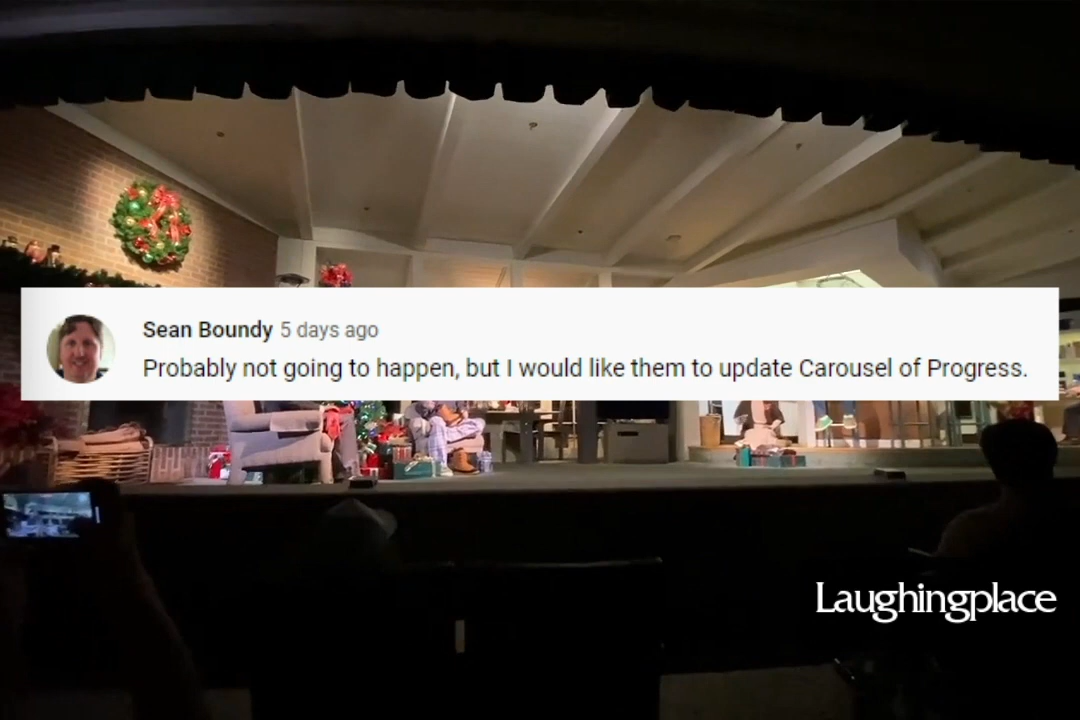 Sean Boundy 5 days ago
Probably not going to happen, but I would like them to update Carousel of Progress.
Laughingplace